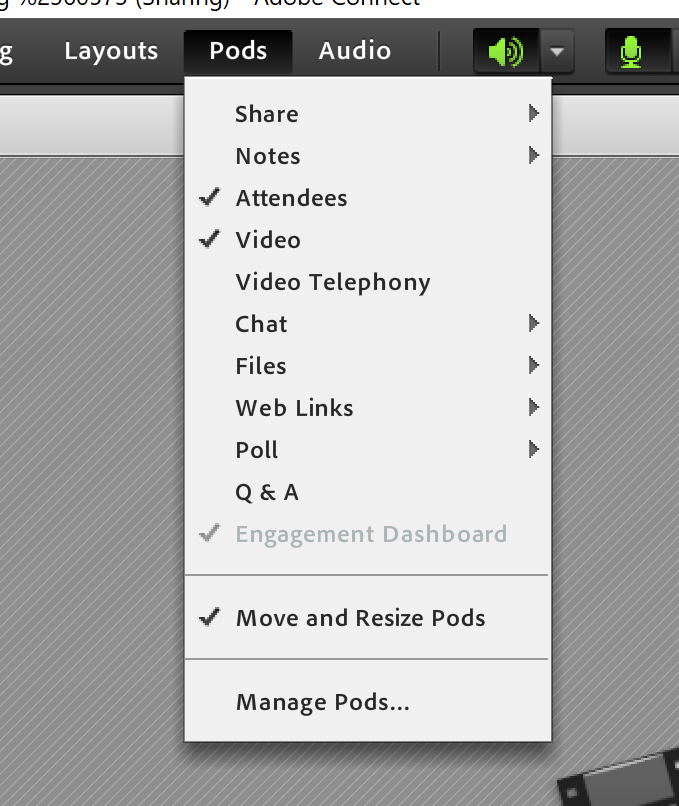 (Sharing) - Adobe Connect
g Layouts Pods Audio
Share
Notes
Attendees
Video
Video Telephony
Chat
Files
Web Links
Poll
Q & A
Engagement Dashboard
Move and Resize Pods
Manage Pods...